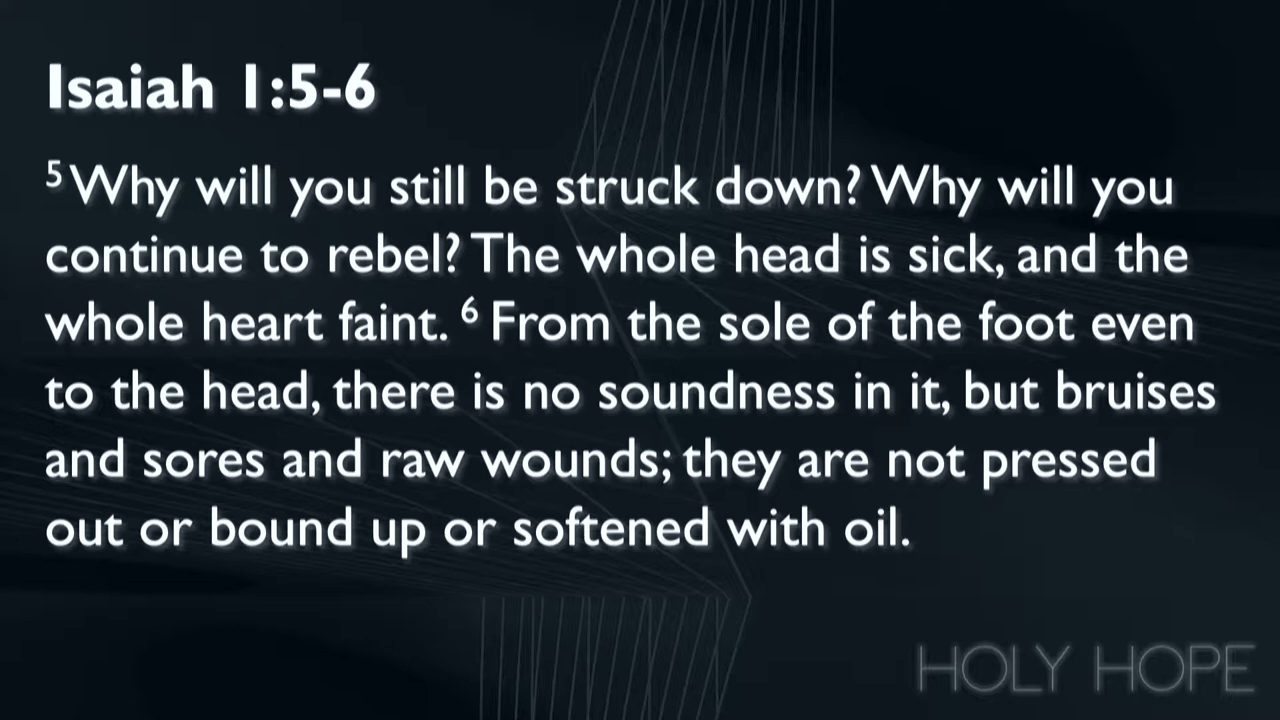 Isaiah 1:5-6
⁵ Why will you still be struck down? Why will you
continue to rebel? The whole head is sick, and the
whole heart faint. ⁶ From the sole of the foot even
to the head, there is no soundness in it, but bruises
and sores and raw wounds; they are not pressed
out or bound up or softened with oil.
HOLY HOPE